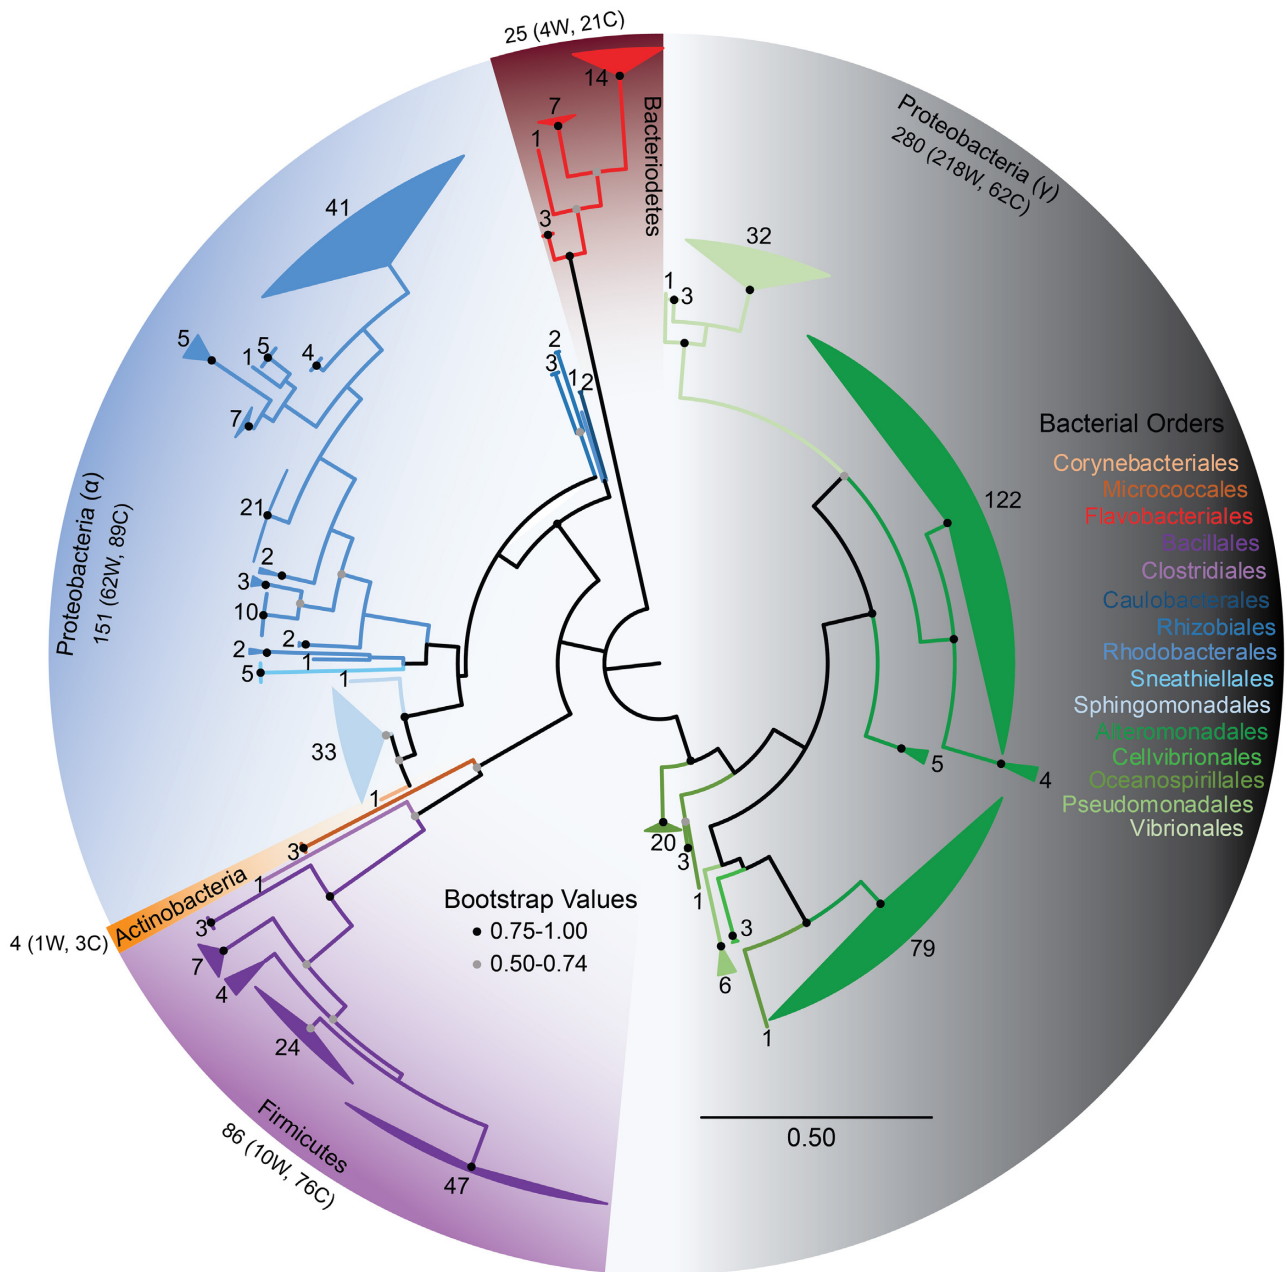 25 (4W, 21C)
Bacteriodetes
14
7
1
3
Proteobacteria (γ)
280 (218W, 62C)
32
1
3
122
5
4
79
1
3
6
20
3
1
Bacterial Orders
Corynebacteriales
Micrococcales
Flavobacteriales
Bacillales
Clostridiales
Caulobactarales
Rhizobiales
Rhodobacterales
Sneathiellales
Sphingomonadales
Alteromonadales
Cellvibrionales
Oceanospirillales
Pseudomonadales
Vibrionales
Proteobacteria (α)
151 (62W, 89C)
41
5
1
5
4
7
2
3
1
2
21
2
3
10
2
2
1
5
1
33
1
3
1
Actinobacteria
4 (1W, 3C)
3
7
4
24
47
Firmicutes
86 (10W, 76C)
Bootstrap Values
0.75-1.00
0.50-0.74
0.50